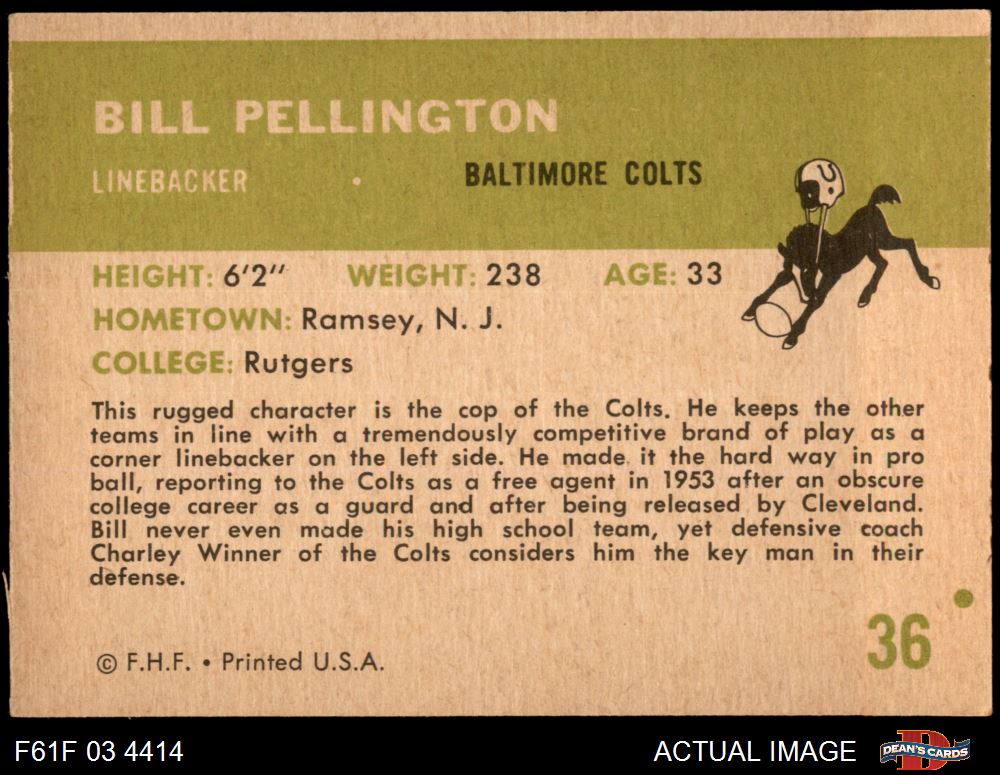 BILL PELLINGTON
LINEBACKER • BALTIMORE COLTS
HEIGHT: 6'2" WEIGHT: 238 AGE: 33
HOMETOWN: Ramsey, N. J.
COLLEGE: Rutgers
This rugged character is the cop of the Colts. He keeps the other
teams in line with a tremendously competitive brand of play as a
corner linebacker on the left side. He made it the hard way in pro
ball, reporting to the Colts as a free agent in 1953 after an obscure
college career as a guard and after being released by Cleveland.
Bill never even made his high school team, yet defensive coach
Charley Winner of the Colts considers him the key man in their
defense.
36
© F.H.F. • Printed U.S.A.
F61F 03 4414 ACTUAL IMAGE D DEAN'S CARDS